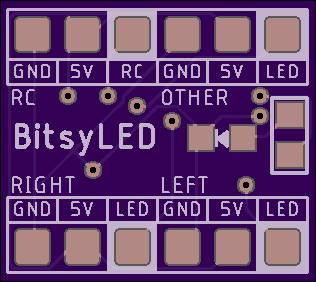 GND 5V RC GND 5V LED
RC OTHER
BitsyLED
RIGHT LEFT
GND 5V LED GND 5V LED